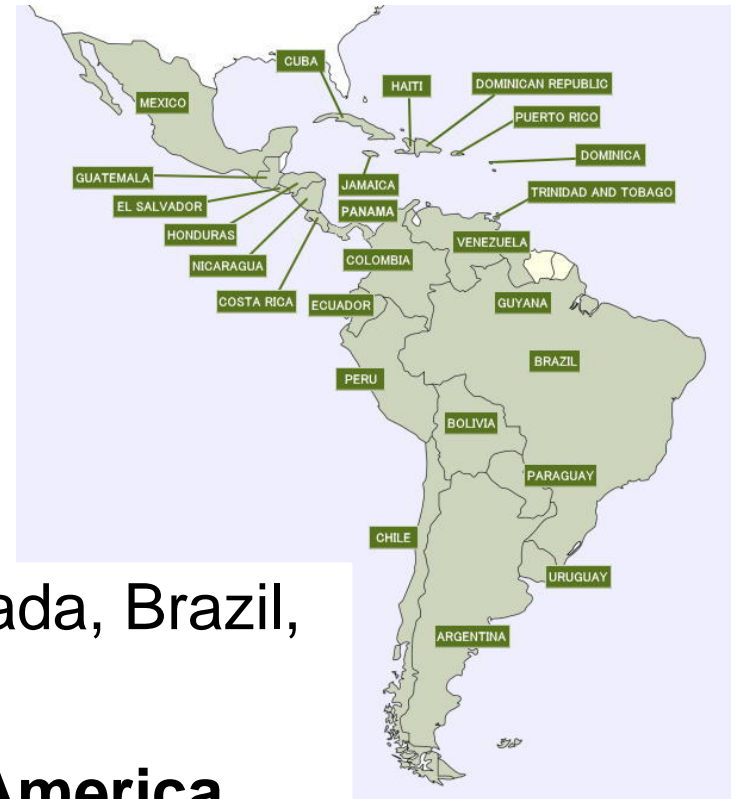 CUBA
HAITI
DOMINICAN REPUBLIC
MEXICO
PUERTO RICO
DOMINICA
GUATEMALA
JAMAICA
TRINIDAD AND TOBAGO
EL SALVADOR
PANAMA
HONDURAS
VENEZUELA
NICARAGUA
COLOMBIA
COSTA RICA
ECUADOR
GUYANA
BRAZIL
PERU
BOLIVIA
PARAGUAY
CHILE
URUGUAY
ARGENTINA
Brazil,
America